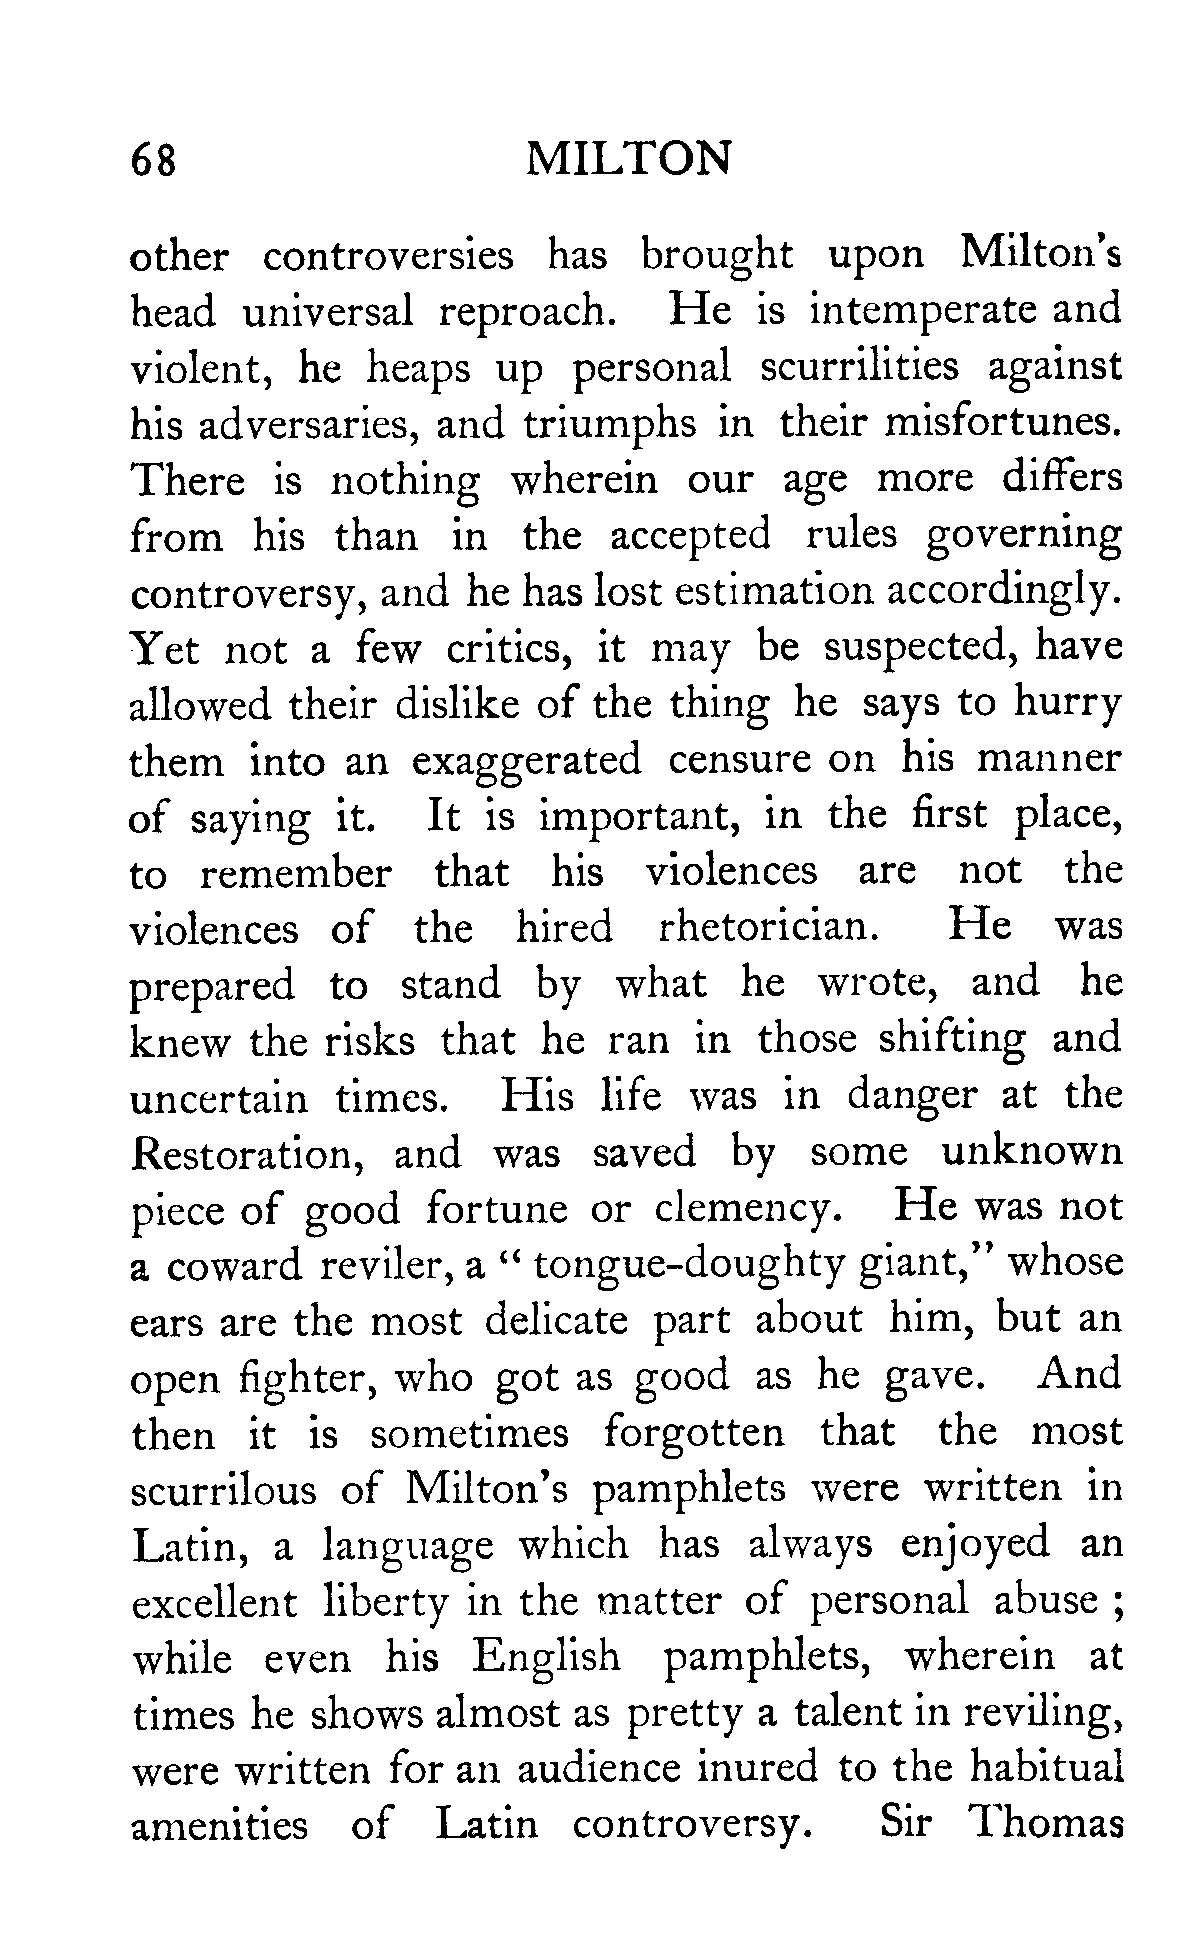 68 MILTON
other controversies has brought upon Milton's
head universal reproach. He is intemperate and
violent, he heaps up personal scurrilities against
his adversaries, and triumphs in their misfortunes.
There is nothing wherein our age more differs
from his than in the accepted rules governing
controversy, and he has lost estimation accordingly.
Yet not a few critics, it may be suspected, have
allowed their dislike of the thing he says to hurry
them into an exaggerated censure on his manner
of saying it. It is important, in the first place,
to remember that his violences are not the
violences of the hired rhetorician. He was
prepared to stand by what he wrote, and he
knew the risks that he ran in those shifting and
uncertain times. His life was in danger at the
Restoration, and was saved by some unknown
piece of good fortune or clemency. He was not
a coward reviler, a “ tongue-doughty giant,” whose
ears are the most delicate part about him, but an
open fighter, who got as good as he gave. And
then it is sometimes forgotten that the most
scurrilous of Milton's pamphlets were written in
Latin, a language which has always enjoyed an
excellent liberty in the matter of personal abuse ;
while even his English pamphlets, wherein at
times he shows almost as pretty a talent in reviling,
were written for an audience inured to the habitual
amenities of Latin controversy. Sir Thomas